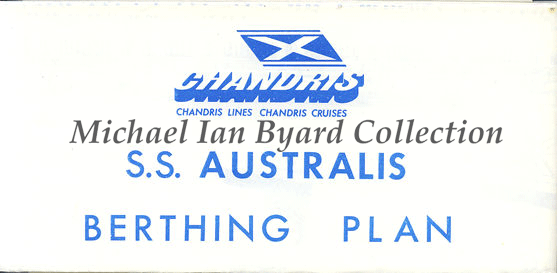 CHANDRIS
CHANDRIS LINES CHANDRIS CRUISES
Michael Ian Byard Collection
S.S. AUSTRALIS
BERTHING PLAN